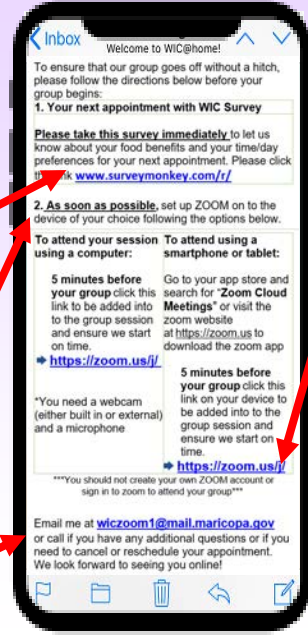 Inbox
Welcome to WIC@home!
To ensure that our group goes off without a hitch,
please follow the directions below before your
group begins:
1. Your next appointment with WIC Survey
Please take this survey immediately to let us
know about your food benefits and your time/day
preferences for your next appointment. Please click
www.surveymonkey.com/r/
2. As soon as possible, set up ZOOM on to the
device of your choice following the options below.
To attend your session
using a computer:
5 minutes before
your group click this
link to be added into
to the group session
and ensure we start
on time.
https://zoom.us/j/
*You need a webcam
(either built in or external)
and a microphone
To attend using a
smartphone or tablet:
Go to your app store and
search for "Zoom Cloud
Meetings" or visit the
zoom website
at https://zoom.us to
download the zoom app
5 minutes before
your group click this
link on your device to
be added into to the
group session and
ensure we start on
time.
https://zoom.us/j/
***You should not create your own ZOOM account or
sign in to zoom to attend your group***
Email me at wiczoom1@mail.maricopa.gov
or call if you have any additional questions or if you
need to cancel or reschedule your appointment.
We look forward to seeing you online!